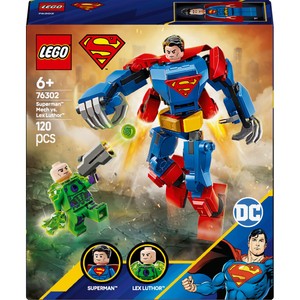 LEGO
6+
76302
Superman™
Mech vs.
Lex Luthor™
120
pcs
DC
SUPERMAN™
LEX LUTHOR™